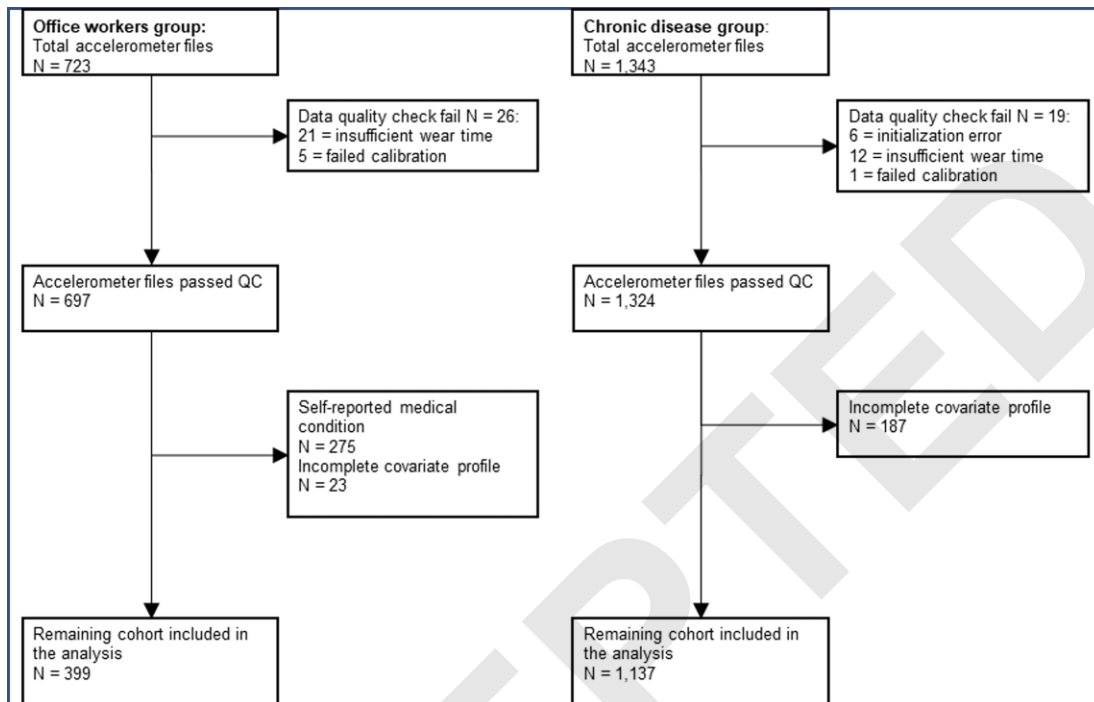 Office workers group:
Total accelerometer files
N = 723
Data quality check fail N = 26:
21 = insufficient wear time
5 = failed calibration
Accelerometer files passed QC
N = 697
Self-reported medical
condition
N = 275
Incomplete covariate profile
N = 23
Remaining cohort included in
the analysis
N = 399
Chronic disease group:
Total accelerometer files
N = 1,343
Data quality check fail N = 19:
6 = initialization error
12 = insufficient wear time
1 = failed calibration
Accelerometer files passed QC
N = 1,324
Incomplete covariate profile
N = 187
Remaining cohort included in
the analysis
N = 1,137
PTED